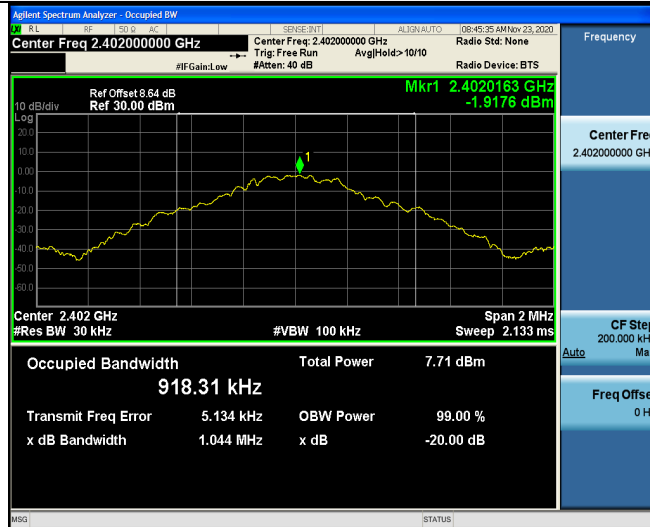 Agilent Spectrum Analyzer - Occupied BW
RL RF 50 Ω AC SENSE:INT ALIGN AUTO 08:45:35 AM Nov 23, 2020
Center Freq 2.402000000 GHz Center Freq: 2.402000000 GHz Radio Std: None
Trig: Free Run Avg|Hold:> 10/10
#IFGain:Low #Atten: 40 dB Radio Device: BTS
Frequency
Ref Offset 8.64 dB Mkr1 2.4020163 GHz
10 dB/div Ref 30.00 dBm -1.9176 dBm
Log
20.0
10.0
0.00
-10.0
-20.0
-30.0
-40.0
-50.0
-60.0
1
Center Fre
2.402000000 GH
Center 2.402 GHz Span 2 MHz
#Res BW 30 kHz #VBW 100 kHz Sweep 2.133 ms
CF Step
200.000 kH
Auto Ma
Occupied Bandwidth Total Power 7.71 dBm
918.31 kHz
Transmit Freq Error 5.134 kHz OBW Power 99.00 %
x dB Bandwidth 1.044 MHz x dB -20.00 dB
Freq Offse
0 H
MSG STATUS